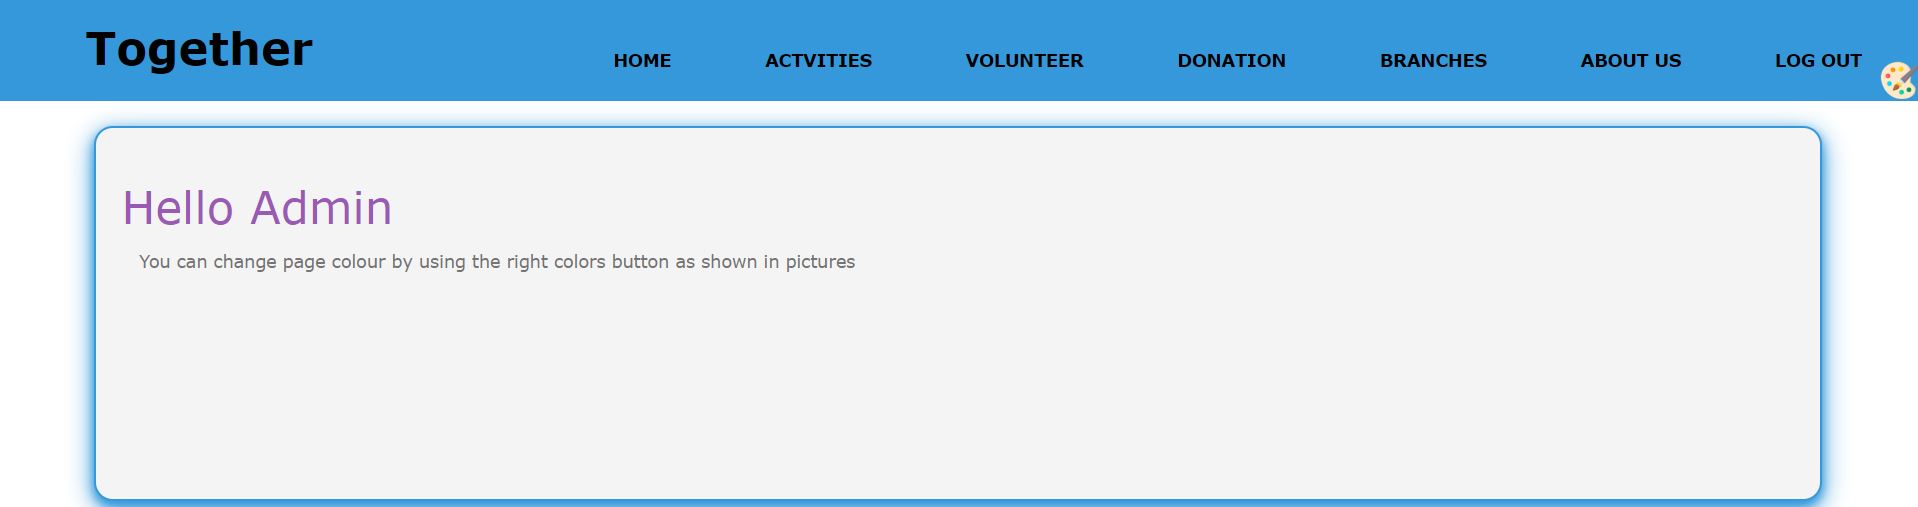 Together
HOME ACTVITIES VOLUNTEER DONATION BRANCHES ABOUT US LOG OUT
Hello Admin
You can change page colour by using the right colors button as shown in pictures